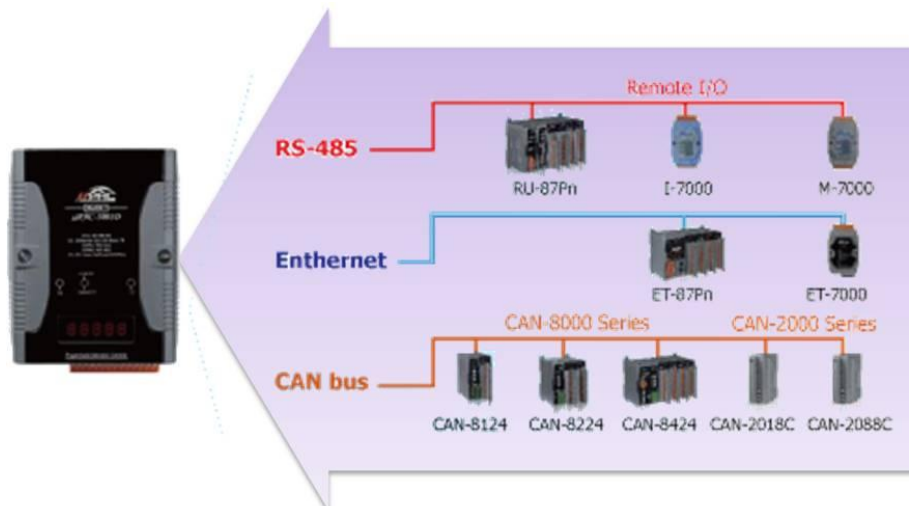 Remote I/O
RS-485
RU-87Pn
I-7000
M-7000
Enthernet
ET-87Pn
ET-7000
CAN-8000 Series
CAN-2000 Series
CAN bus
CAN-8124
CAN-8224
CAN-8424
CAN-2018C
CAN-2088C